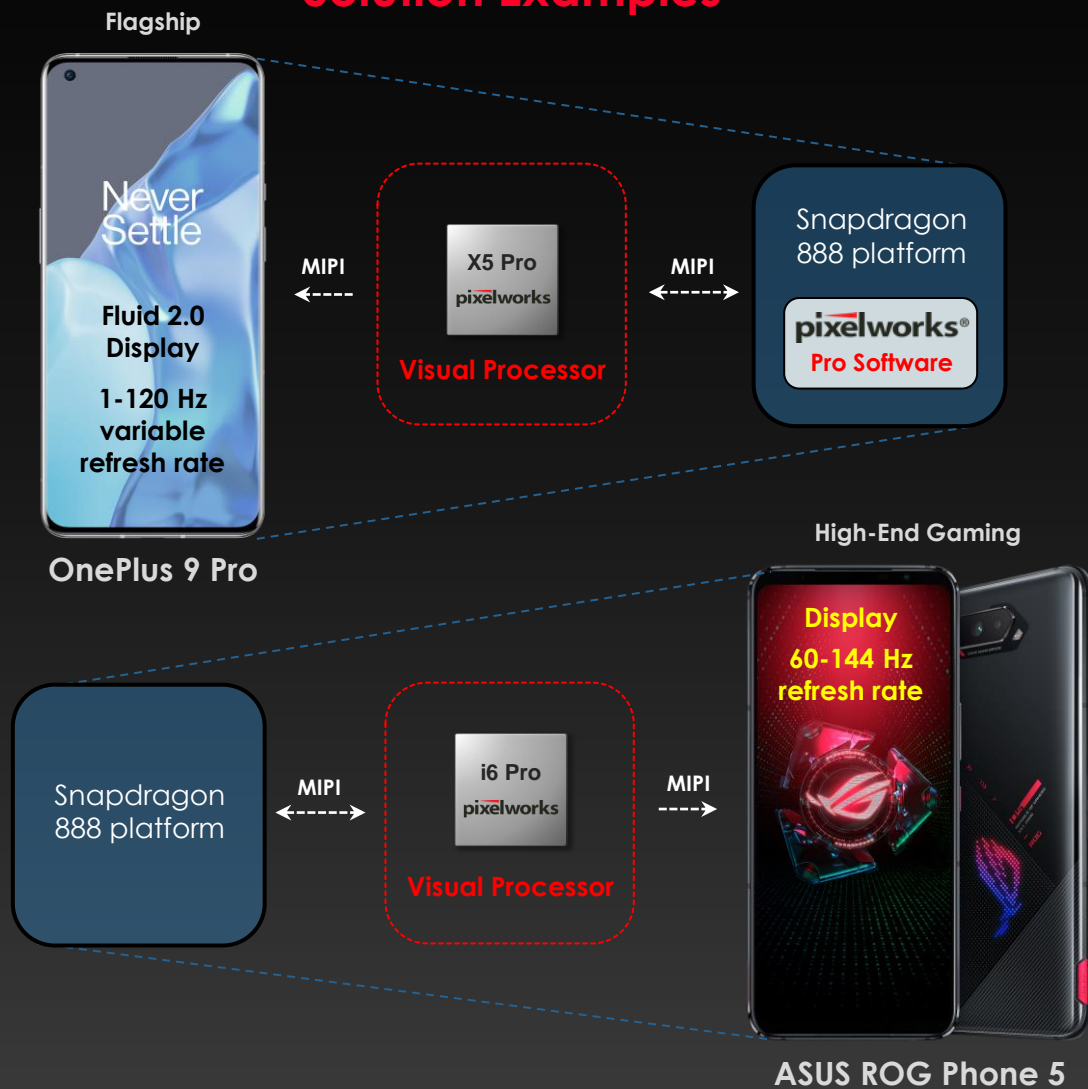 Solution Examples
Flagship
Never
Settle
Fluid 2.0
Display
1-120 Hz
variable
refresh rate
OnePlus 9 Pro
MIPI
X5 Pro
pixelworks
Visual Processor
MIPI
Snapdragon
888 platform
pixelworks®
Pro Software
High-End Gaming
Snapdragon
888 platform
MIPI
i6 Pro
pixelworks
Visual Processor
MIPI
Display
60-144 Hz
refresh rate
ASUS ROG Phone 5